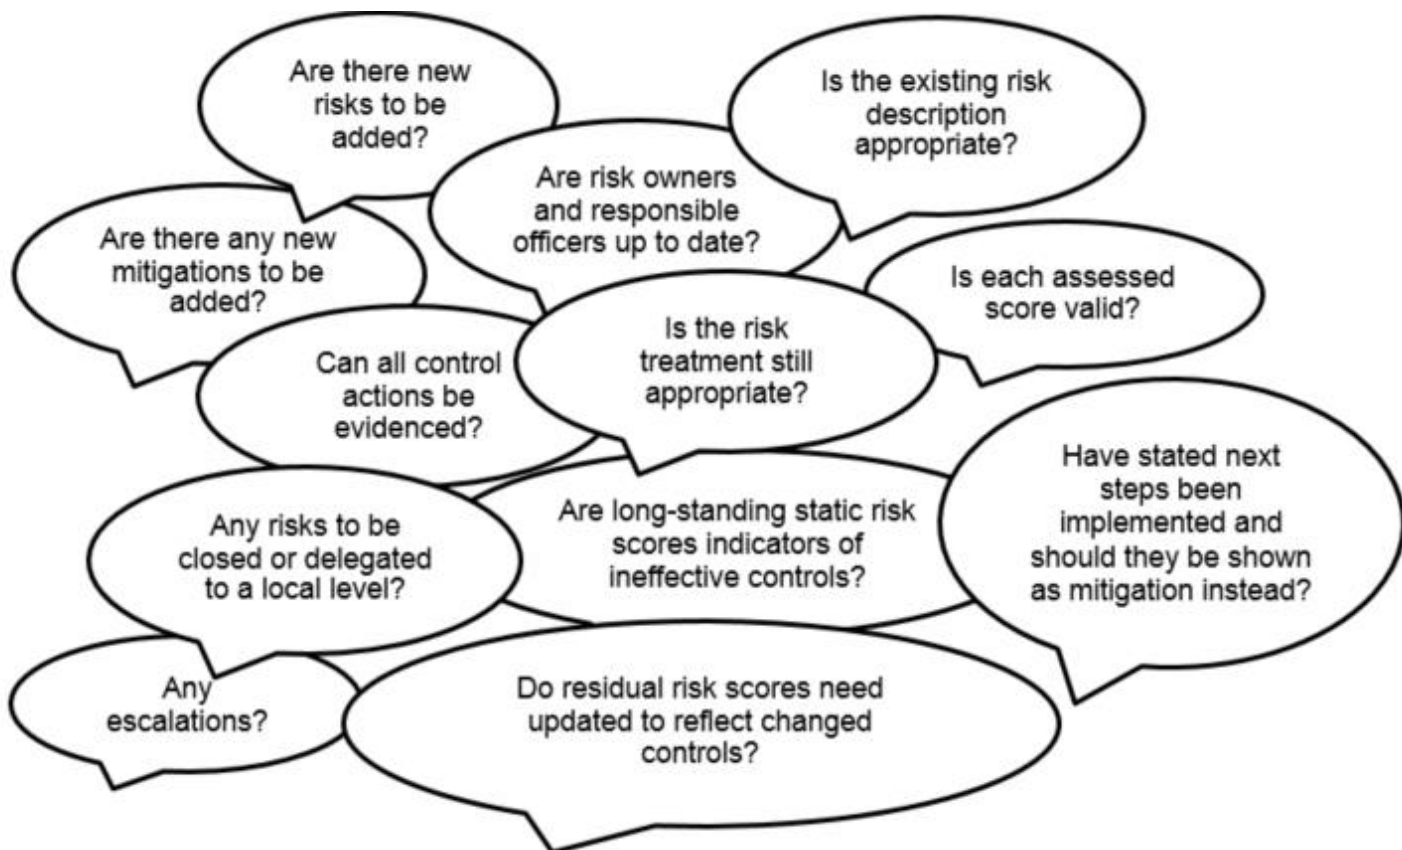 Are there new
risks to be
added?
Is the existing risk
description
appropriate?
Are risk owners
and responsible
officers up to date?
Are there any new
mitigations to be
added?
Is each assessed
score valid?
Is the risk
treatment still
appropriate?
Can all control
actions be
evidenced?
Have stated next
steps been
implemented and
should they be shown
as mitigation instead?
Are long-standing static risk
scores indicators of
ineffective controls?
Any risks to be
closed or delegated
to a local level?
Any
escalations?
Do residual risk scores need
updated to reflect changed
controls?